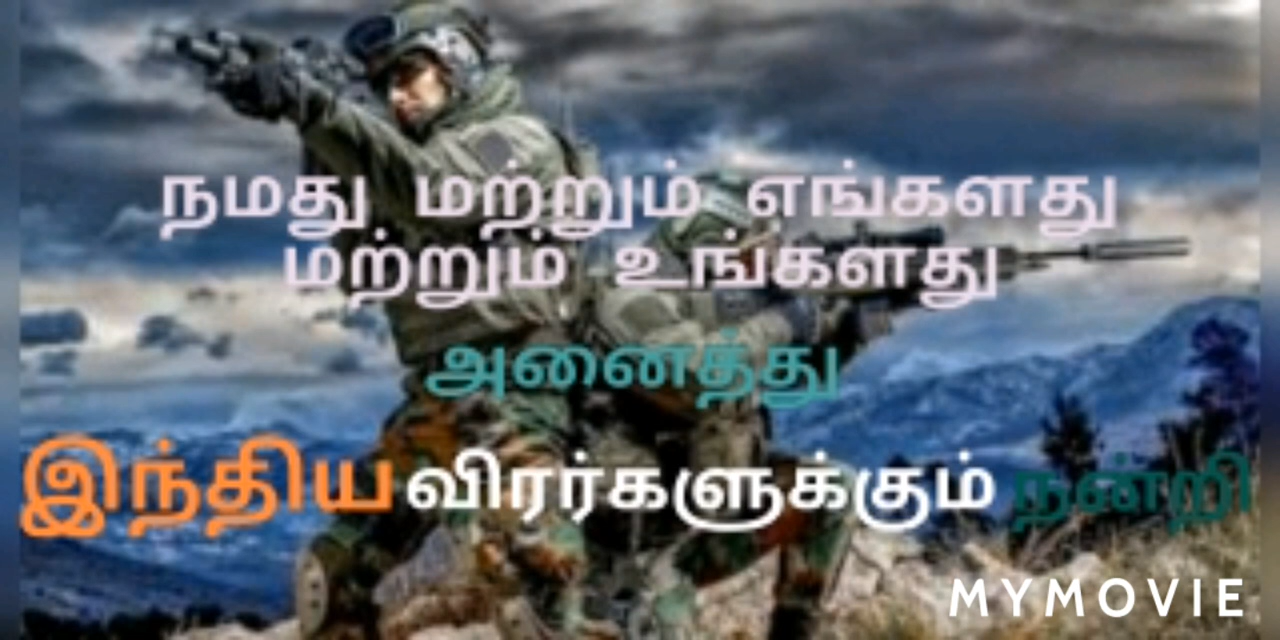 நமது மற்றும் எங்களது
மற்றும் உங்களது
அனைத்து
இந்திய விரர்களுக்கும் நன்றி
MYMOVIE